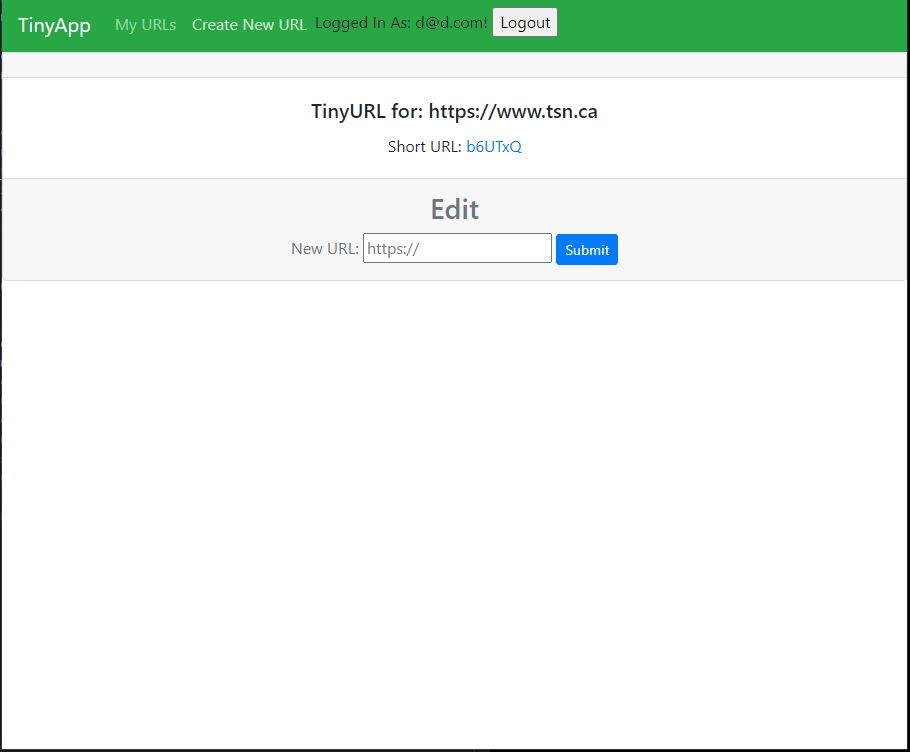 TinyApp My URLs Create New URL Logged In As: d@d.com! Logout
TinyURL for: https://www.tsn.ca
Short URL: b6UTxQ
Edit
New URL: https:// Submit